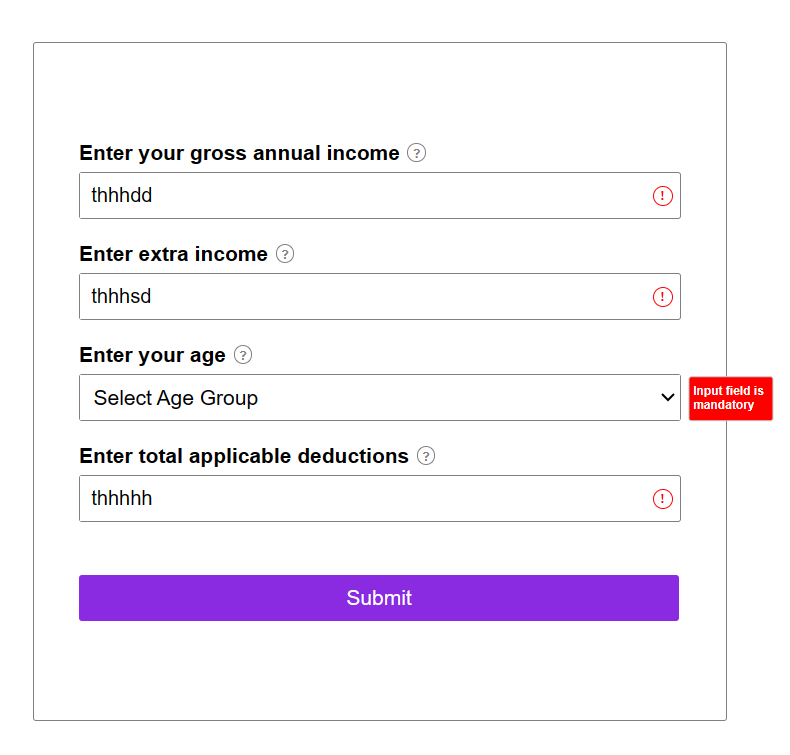 Enter your gross annual income ?
thhhdd !
Enter extra income ?
thhhsd !
Enter your age ?
Select Age Group
Input field is
mandatory
Enter total applicable deductions ?
thhhhh !
Submit